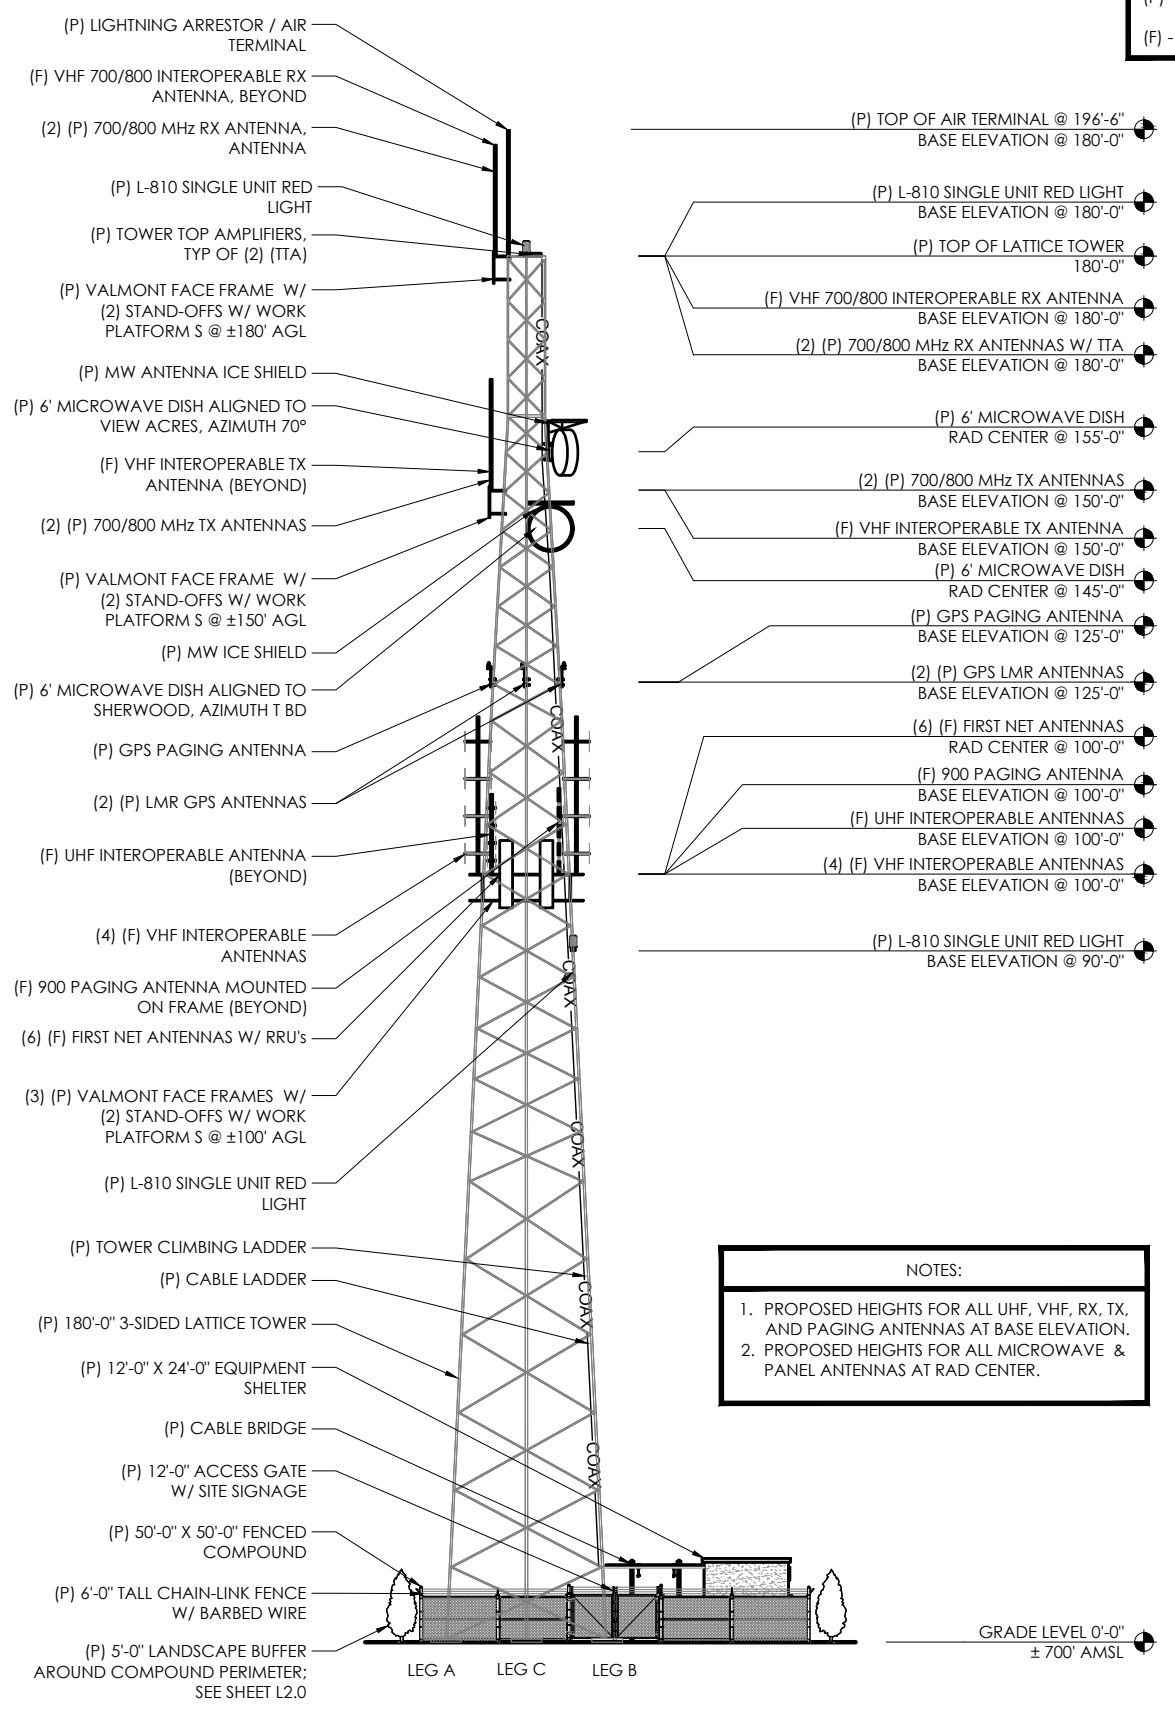 (P) LIGHTNING ARRESTOR / AIR
TERMINAL
(F) VHF 700/800 INTEROPERABLE RX
ANTENNA, BEYOND
(2) (P) 700/800 MHz RX ANTENNA,
ANTENNA
(P) L-810 SINGLE UNIT RED
LIGHT
(P) TOWER TOP AMPLIFIERS,
TYP OF (2) (TTA)
(P) VALMONT FACE FRAME W/
(2) STAND-OFFS W/ WORK
PLATFORM S @ ±180' AGL
(P) MW ANTENNA ICE SHIELD
(P) 6' MICROWAVE DISH ALIGNED TO
VIEW ACRES, AZIMUTH 70°
(F) VHF INTEROPERABLE TX
ANTENNA (BEYOND)
(2) (P) 700/800 MHz TX ANTENNAS
(P) VALMONT FACE FRAME W/
(2) STAND-OFFS W/ WORK
PLATFORM S @ ±150' AGL
(P) MW ICE SHIELD
(P) 6' MICROWAVE DISH ALIGNED TO
SHERWOOD, AZIMUTH T BD
(P) GPS PAGING ANTENNA
(2) (P) LMR GPS ANTENNAS
(F) UHF INTEROPERABLE ANTENNA
(BEYOND)
(4) (F) VHF INTEROPERABLE
ANTENNAS
(F) 900 PAGING ANTENNA MOUNTED
ON FRAME (BEYOND)
(6) (F) FIRST NET ANTENNAS W/ RRU's
(3) (P) VALMONT FACE FRAMES W/
(2) STAND-OFFS W/ WORK
PLATFORM S @ ±100' AGL
(P) L-810 SINGLE UNIT RED
LIGHT
(P) TOWER CLIMBING LADDER
(P) CABLE LADDER
(P) 180'-0" 3-SIDED LATTICE TOWER
(P) 12'-0" X 24'-0" EQUIPMENT
SHELTER
(P) CABLE BRIDGE
(P) 12'-0" ACCESS GATE
W/ SITE SIGNAGE
(P) 50'-0" X 50'-0" FENCED
COMPOUND
(P) 6'-0" TALL CHAIN-LINK FENCE
W/ BARBED WIRE
(P) 5'-0" LANDSCAPE BUFFER
AROUND COMPOUND PERIMETER;
SEE SHEET L2.0
COAX
COAX
COAX
COAX
COAX
COAX
LEG A
LEG C
LEG B
(F) -
(P) TOP OF AIR TERMINAL @ 196'-6"
BASE ELEVATION @ 180'-0"
(P) L-810 SINGLE UNIT RED LIGHT
BASE ELEVATION @ 180'-0"
(P) TOP OF LATTICE TOWER
180'-0"
(F) VHF 700/800 INTEROPERABLE RX ANTENNA
BASE ELEVATION @ 180'-0"
(2) (P) 700/800 MHz RX ANTENNAS W/ TTA
BASE ELEVATION @ 180'-0"
(P) 6' MICROWAVE DISH
RAD CENTER @ 155'-0"
(2) (P) 700/800 MHz TX ANTENNAS
BASE ELEVATION @ 150'-0"
(F) VHF INTEROPERABLE TX ANTENNA
BASE ELEVATION @ 150'-0"
(P) 6' MICROWAVE DISH
RAD CENTER @ 145'-0"
(P) GPS PAGING ANTENNA
BASE ELEVATION @ 125'-0"
(2) (P) GPS LMR ANTENNAS
BASE ELEVATION @ 125'-0"
(6) (F) FIRST NET ANTENNAS
RAD CENTER @ 100'-0"
(F) 900 PAGING ANTENNA
BASE ELEVATION @ 100'-0"
(F) UHF INTEROPERABLE ANTENNAS
BASE ELEVATION @ 100'-0"
(4) (F) VHF INTEROPERABLE ANTENNAS
BASE ELEVATION @ 100'-0"
(P) L-810 SINGLE UNIT RED LIGHT
BASE ELEVATION @ 90'-0"
NOTES:
1. PROPOSED HEIGHTS FOR ALL UHF, VHF, RX, TX,
AND PAGING ANTENNAS AT BASE ELEVATION.
2. PROPOSED HEIGHTS FOR ALL MICROWAVE &
PANEL ANTENNAS AT RAD CENTER.
GRADE LEVEL 0'-0"
± 700' AMSL